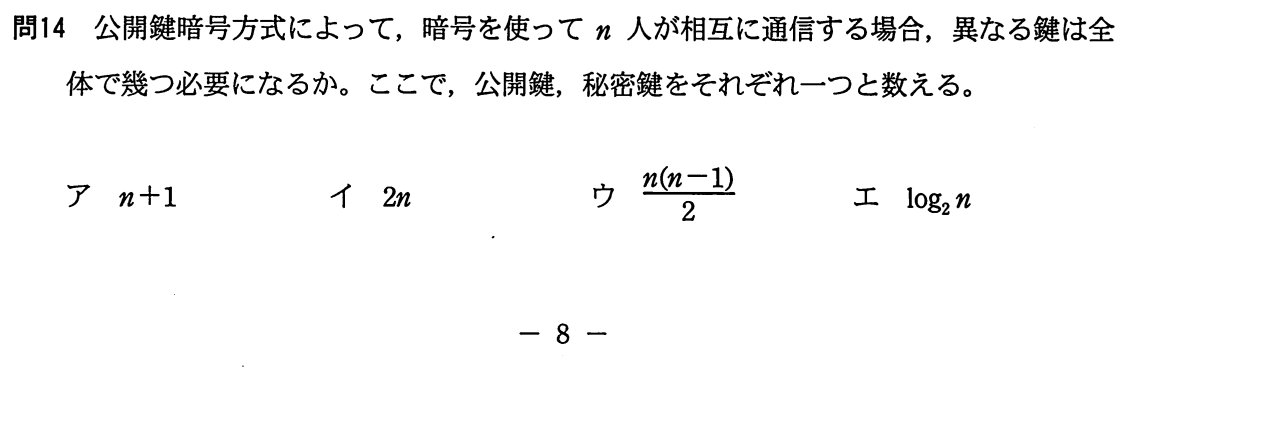 問14 公開鍵暗号方式によって，暗号を使って n 人が相互に通信する場合，異なる鍵は全
体で幾つ必要になるか。ここで，公開鍵，秘密鍵をそれぞれ一つと数える。
ア n+1 イ 2n ウ n(n−1)/2 エ log₂ n
− 8 −